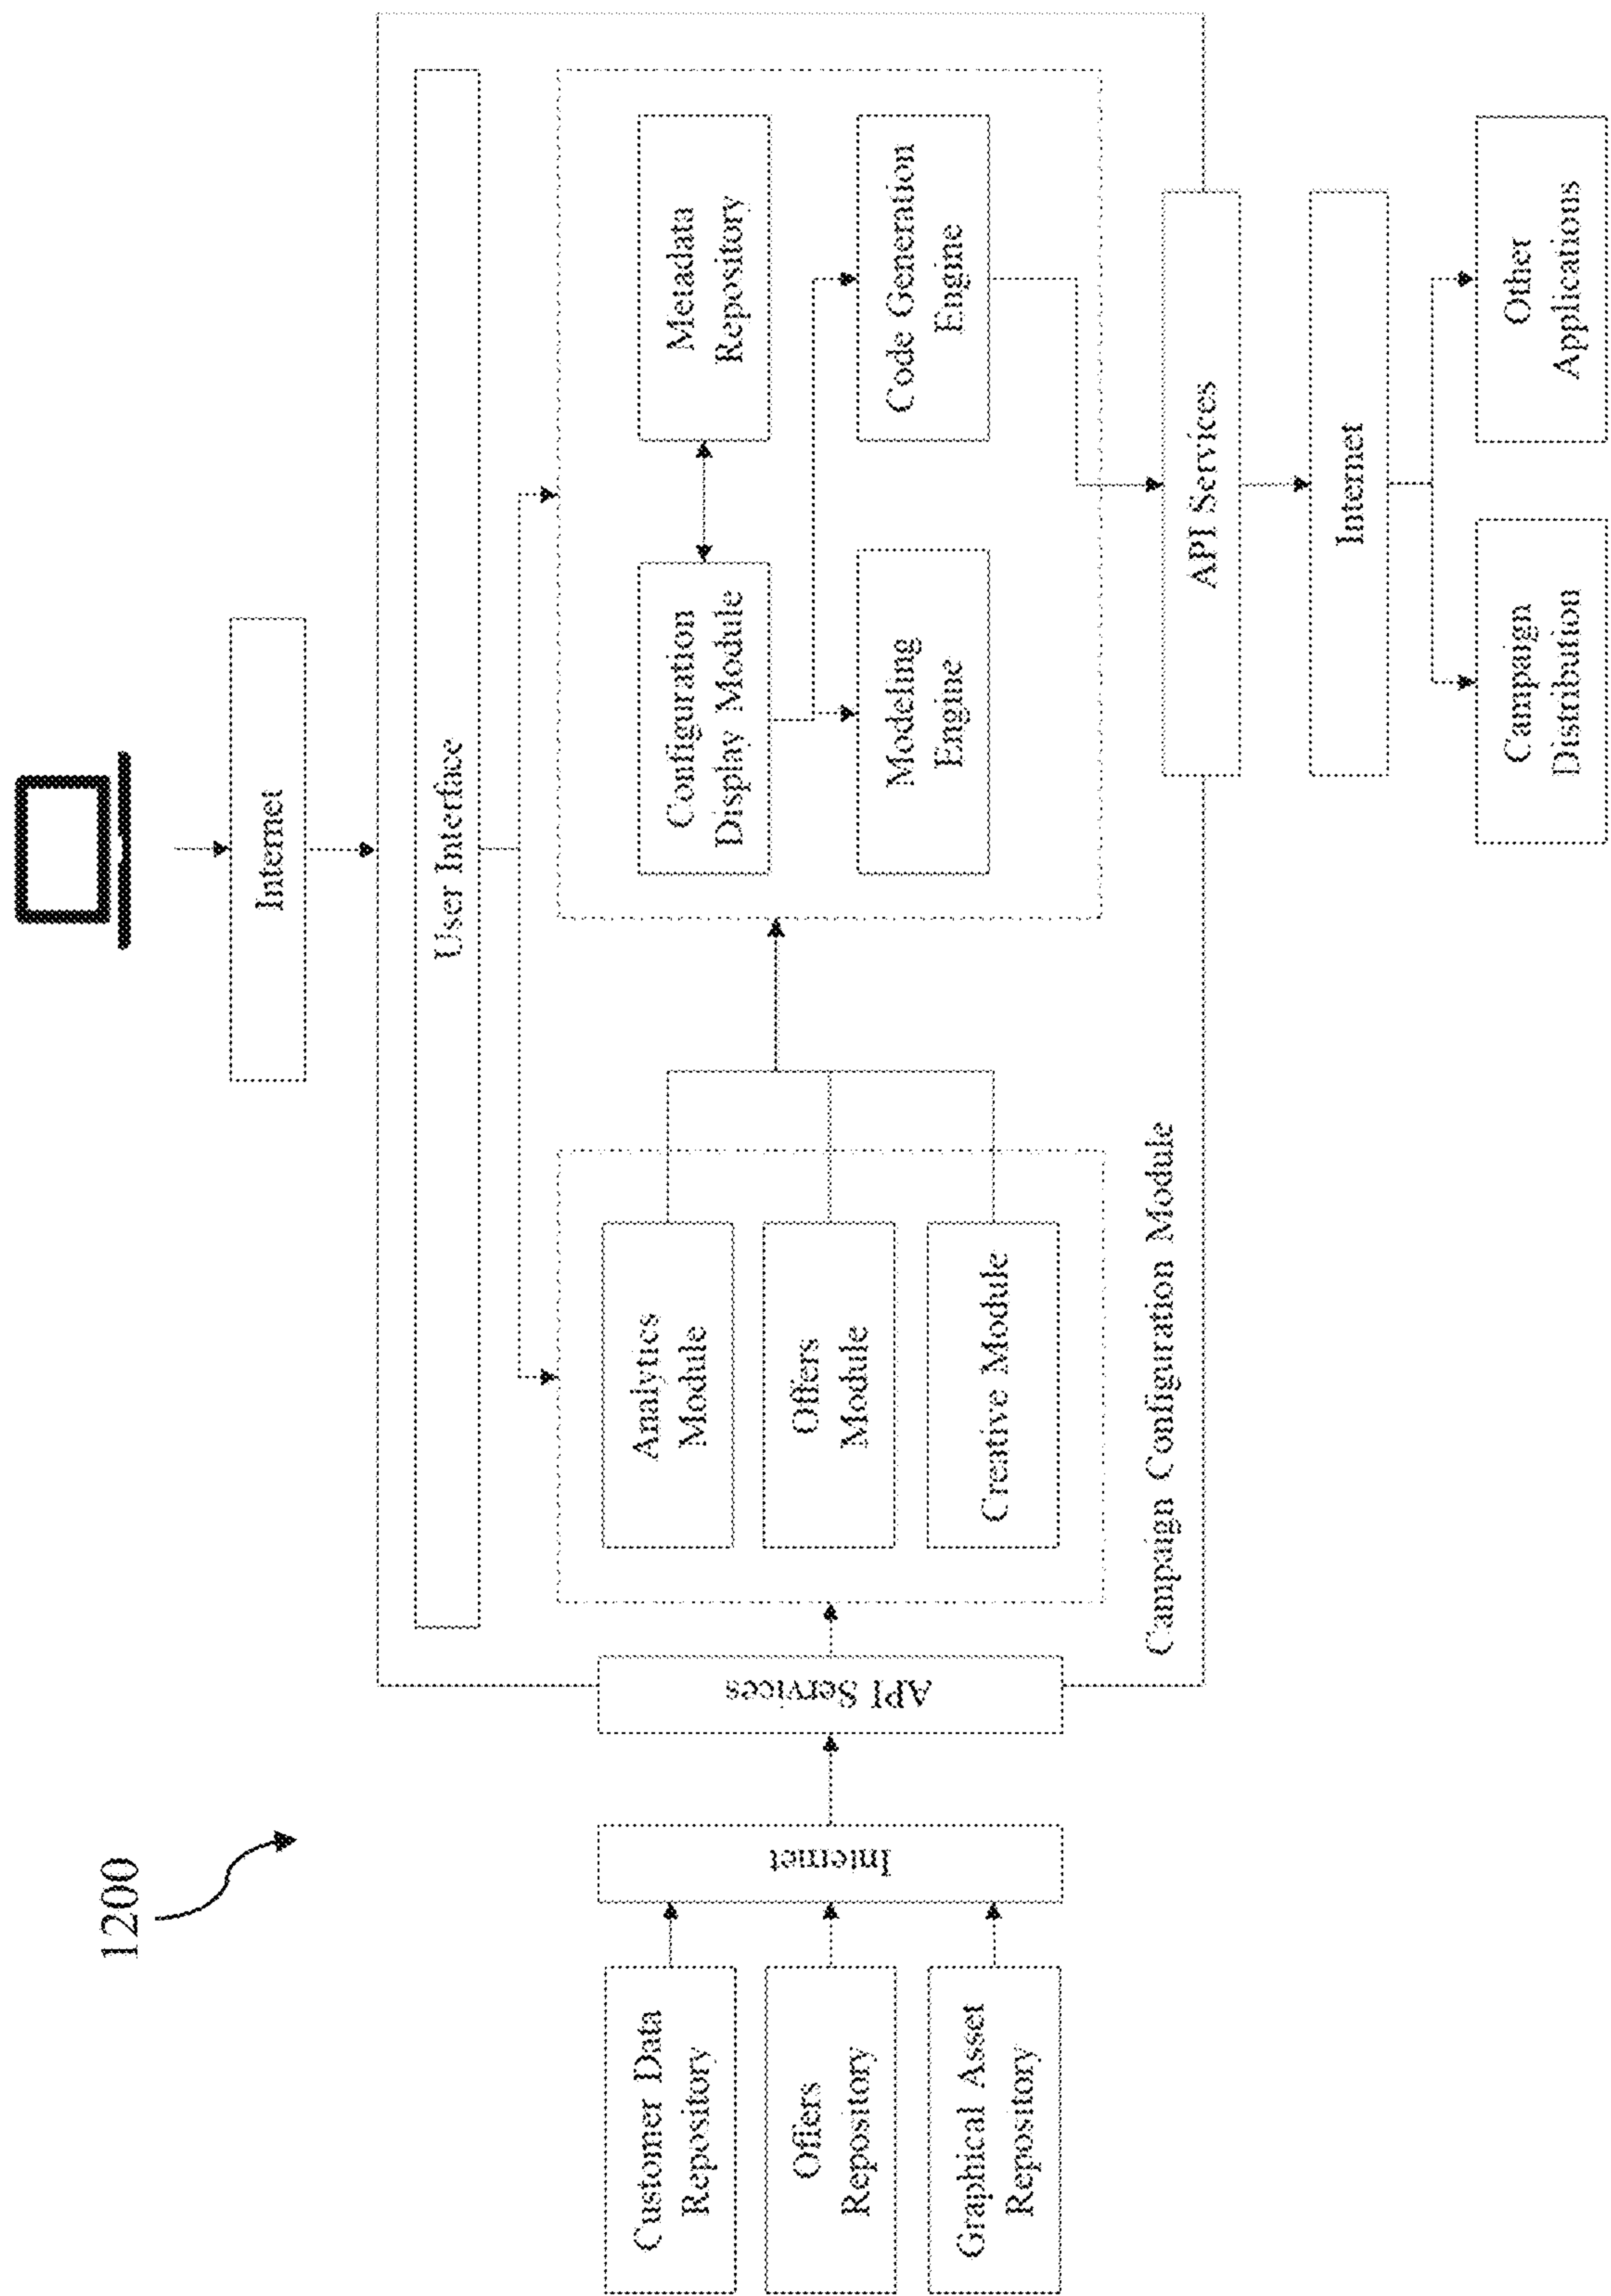 1200
Internet
User Interface
Customer Data
Repository
Offers
Repository
Graphical Asset
Repository
Internet
API Services
Analytics
Module
Offers
Module
Creative Module
Configuration
Display Module
Metadata
Repository
Modeling
Engine
Code Generation
Engine
Campaign Configuration Module
API Services
Internet
Campaign
Distribution
Other
Applications